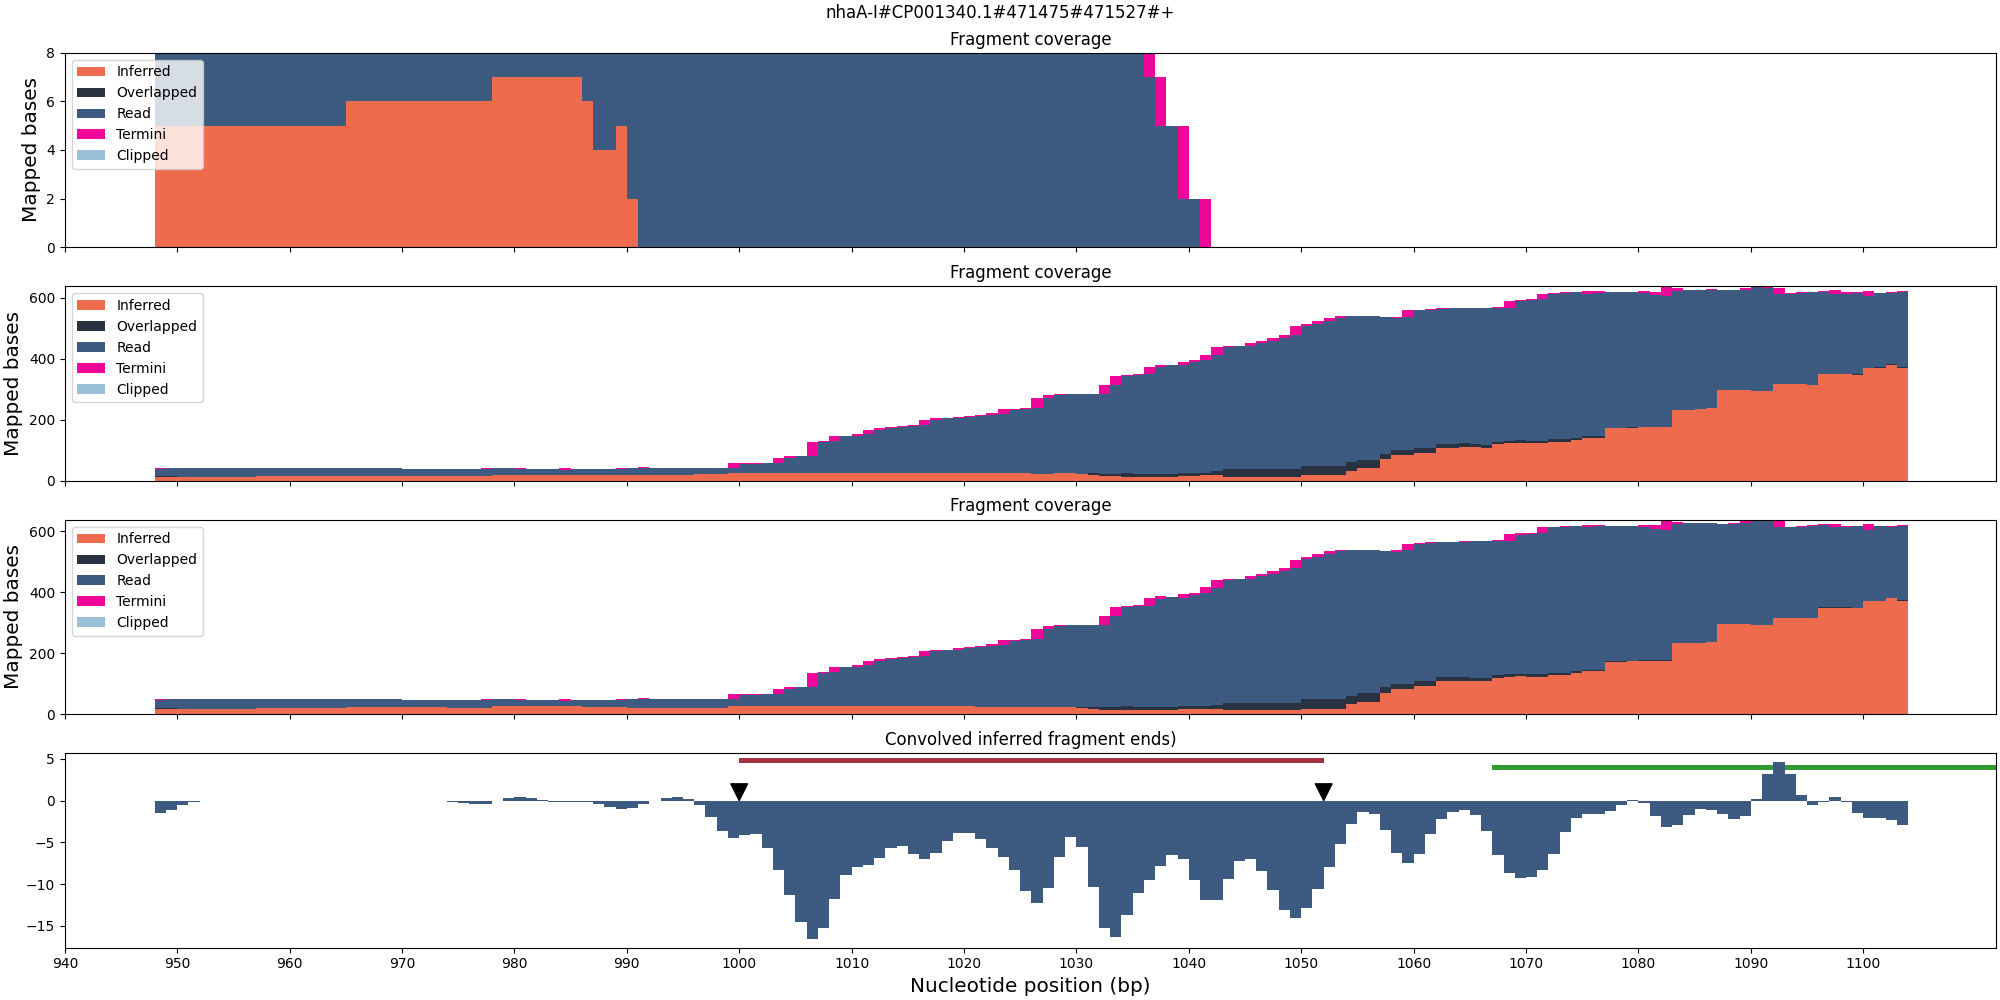 nhaA-I#CP001340.1#471475#471527#+
Fragment coverage
Mapped bases
8
6
4
2
0
Inferred
Overlapped
Read
Termini
Clipped
Fragment coverage
Mapped bases
600
400
200
0
Inferred
Overlapped
Read
Termini
Clipped
Fragment coverage
Mapped bases
600
400
200
0
Inferred
Overlapped
Read
Termini
Clipped
Convolved inferred fragment ends)
5
0
−5
−10
−15
940 950 960 970 980 990 1000 1010 1020 1030 1040 1050 1060 1070 1080 1090 1100
Nucleotide position (bp)